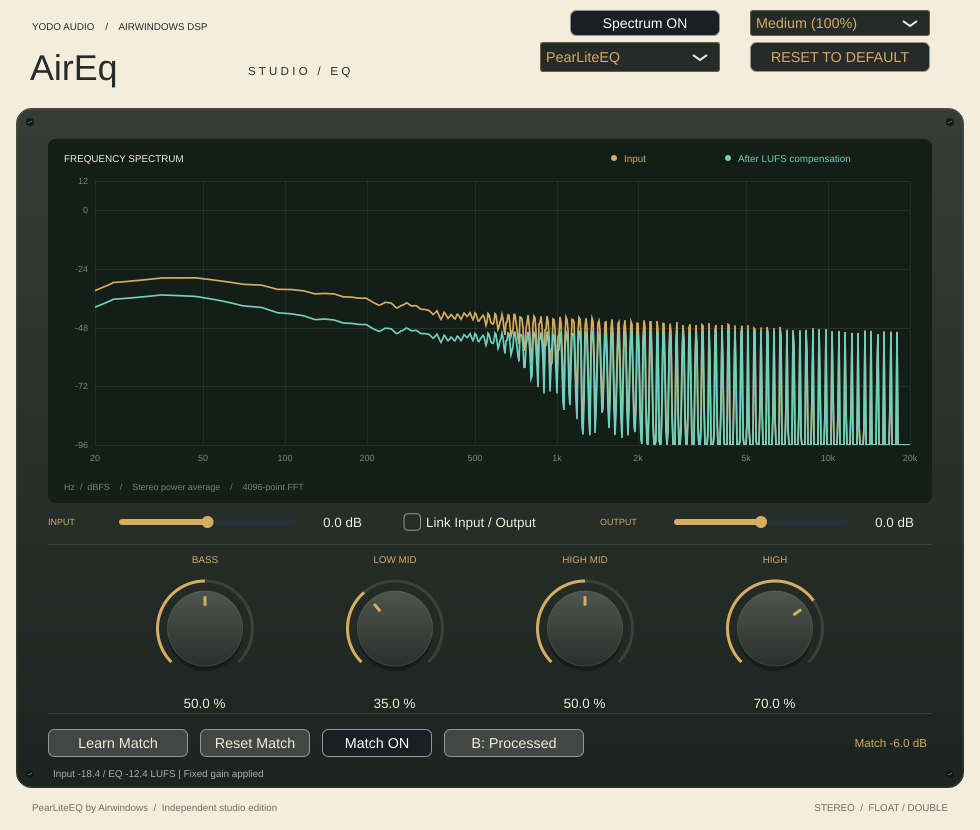 YODO AUDIO / AIRWINDOWS DSP
Spectrum ON
Medium (100%)
AirEq
STUDIO / EQ
PearLiteEQ
RESET TO DEFAULT
FREQUENCY SPECTRUM
Input
After LUFS compensation
12
0
-24
-48
-72
-96
20 50 100 200 500 1k 2k 5k 10k 20k
Hz / dBFS / Stereo power average / 4096-point FFT
INPUT 0.0 dB Link Input / Output OUTPUT 0.0 dB
BASS LOW MID HIGH MID HIGH
50.0 % 35.0 % 50.0 % 70.0 %
Learn Match Reset Match Match ON B: Processed Match -6.0 dB
Input -18.4 / EQ -12.4 LUFS | Fixed gain applied
PearLiteEQ by Airwindows / Independent studio edition
STEREO / FLOAT / DOUBLE